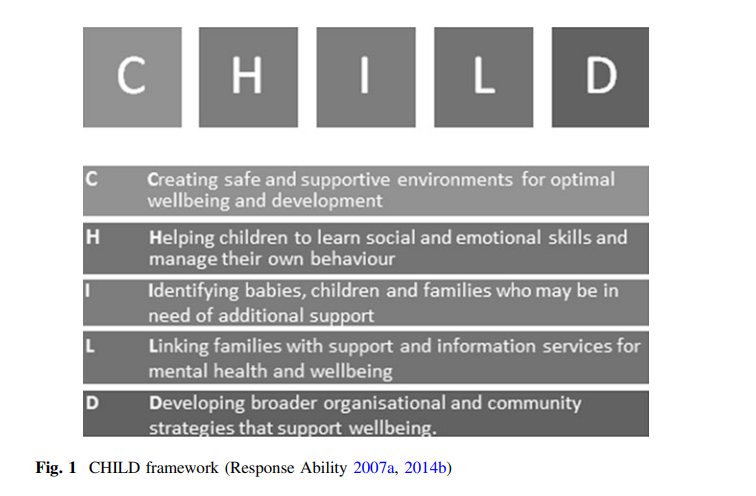 C H I L D
C Creating safe and supportive environments for optimal
wellbeing and development
H Helping children to learn social and emotional skills and
manage their own behaviour
I Identifying babies, children and families who may be in
need of additional support
L Linking families with support and information services for
mental health and wellbeing
D Developing broader organisational and community
strategies that support wellbeing.
Fig. 1 CHILD framework (Response Ability 2007a, 2014b)